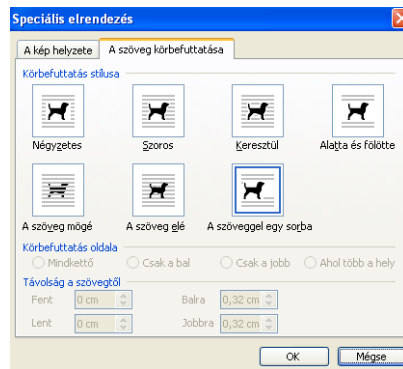 Speciális elrendezés
A kép helyzete A szöveg körbefuttatása
Körbefuttatás stílusa
Négyzetes Szoros Keresztül Alatta és fölötte
A szöveg mögé A szöveg elé A szöveggel egy sorba
Körbefuttatás oldala
Mindkettő Csak a bal Csak a jobb Ahol több a hely
Távolság a szövegtől
Fent 0 cm Balra 0,32 cm
Lent 0 cm Jobbra 0,32 cm
OK Mégse